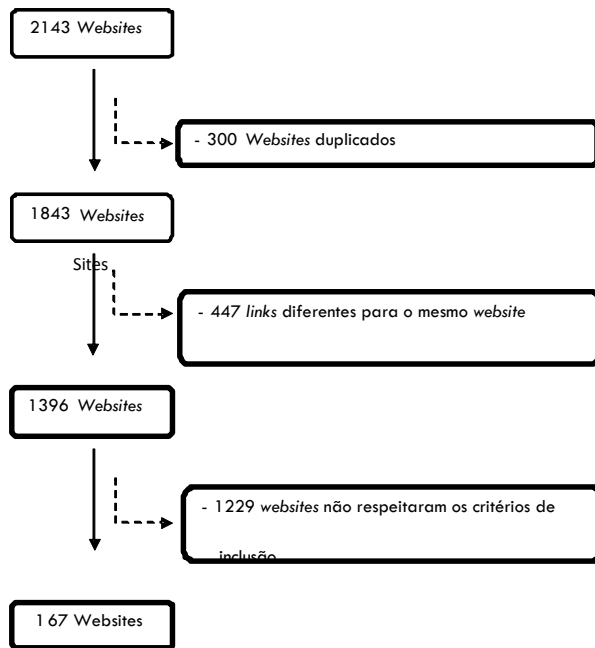 2143 Websites
- 300 Websites duplicados
1843 Websites
Sites
- 447 links diferentes para o mesmo website
1396 Websites
- 1229 websites não respeitaram os critérios de
inclusão
167 Websites